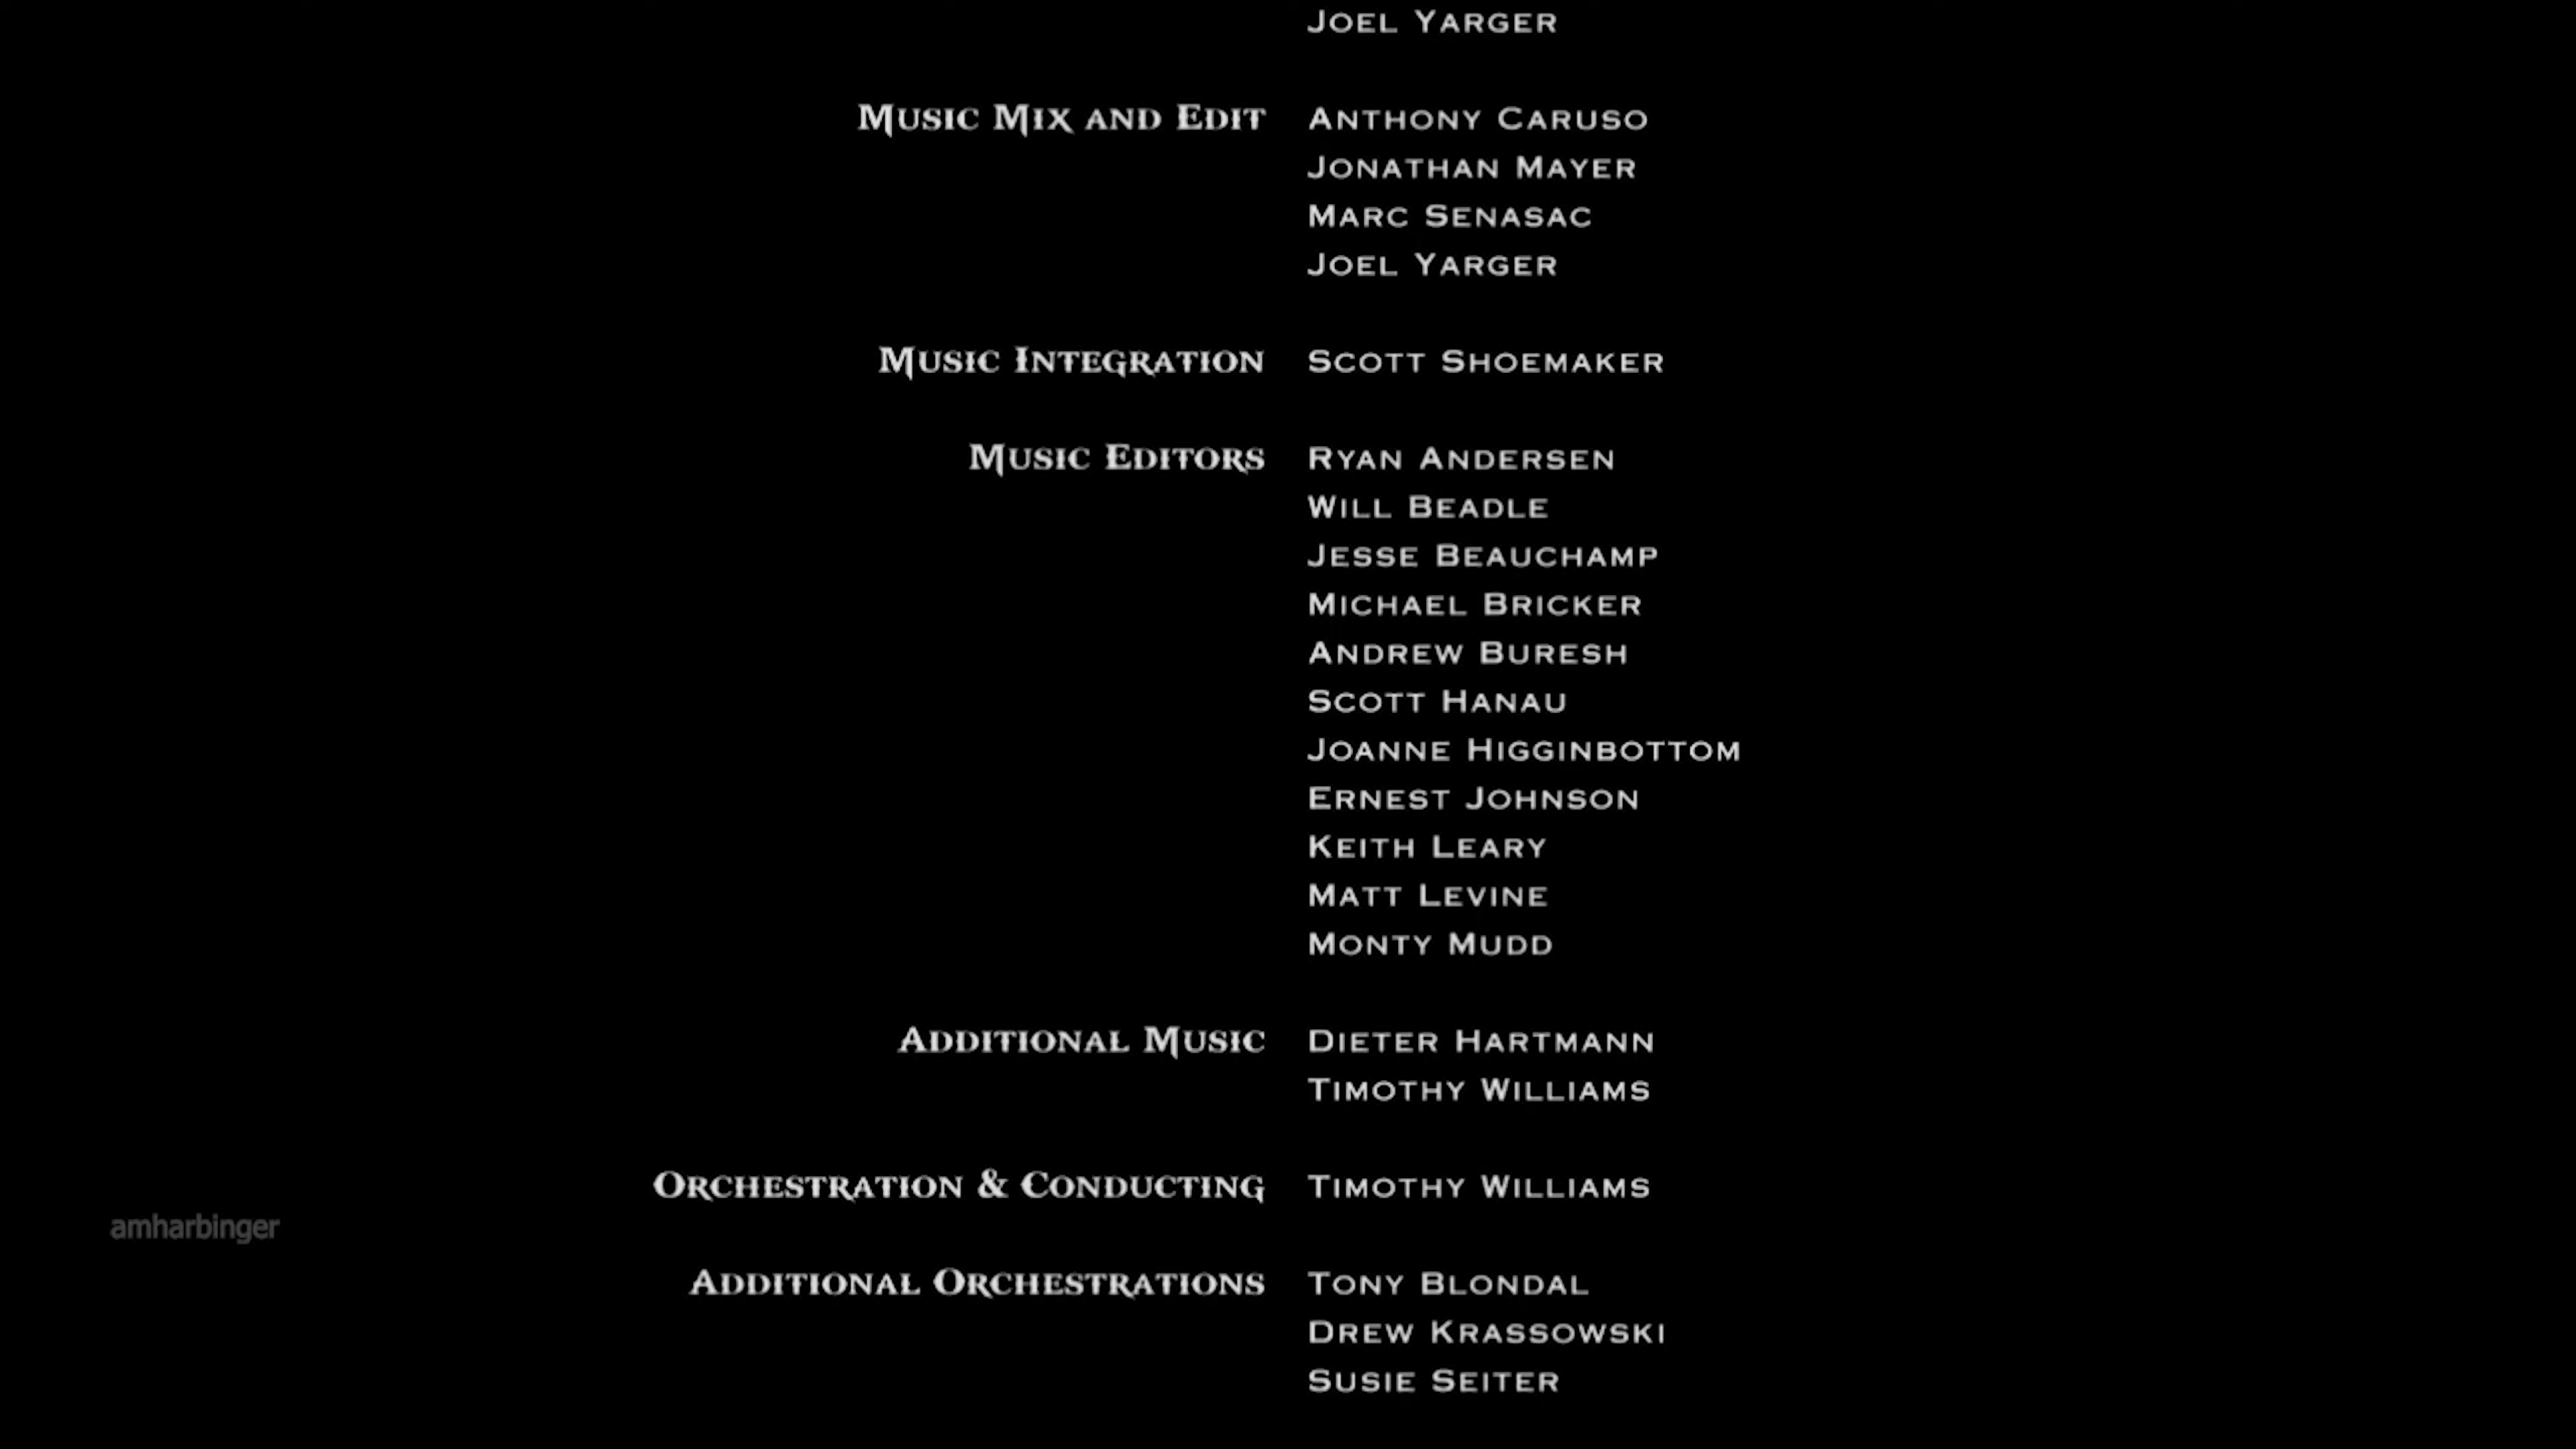 Joel Yarger
Music Mix and Edit Anthony Caruso
Jonathan Mayer
Marc Senasac
Joel Yarger
Music Integration Scott Shoemaker
Music Editors Ryan Andersen
Will Beadle
Jesse Beauchamp
Michael Bricker
Andrew Buresh
Scott Hanau
Joanne Higginbottom
Ernest Johnson
Keith Leary
Matt Levine
Monty Mudd
Additional Music Dieter Hartmann
Timothy Williams
Orchestration & Conducting Timothy Williams
amharbinger
Additional Orchestrations Tony Blondal
Drew Krassowski
Susie Seiter